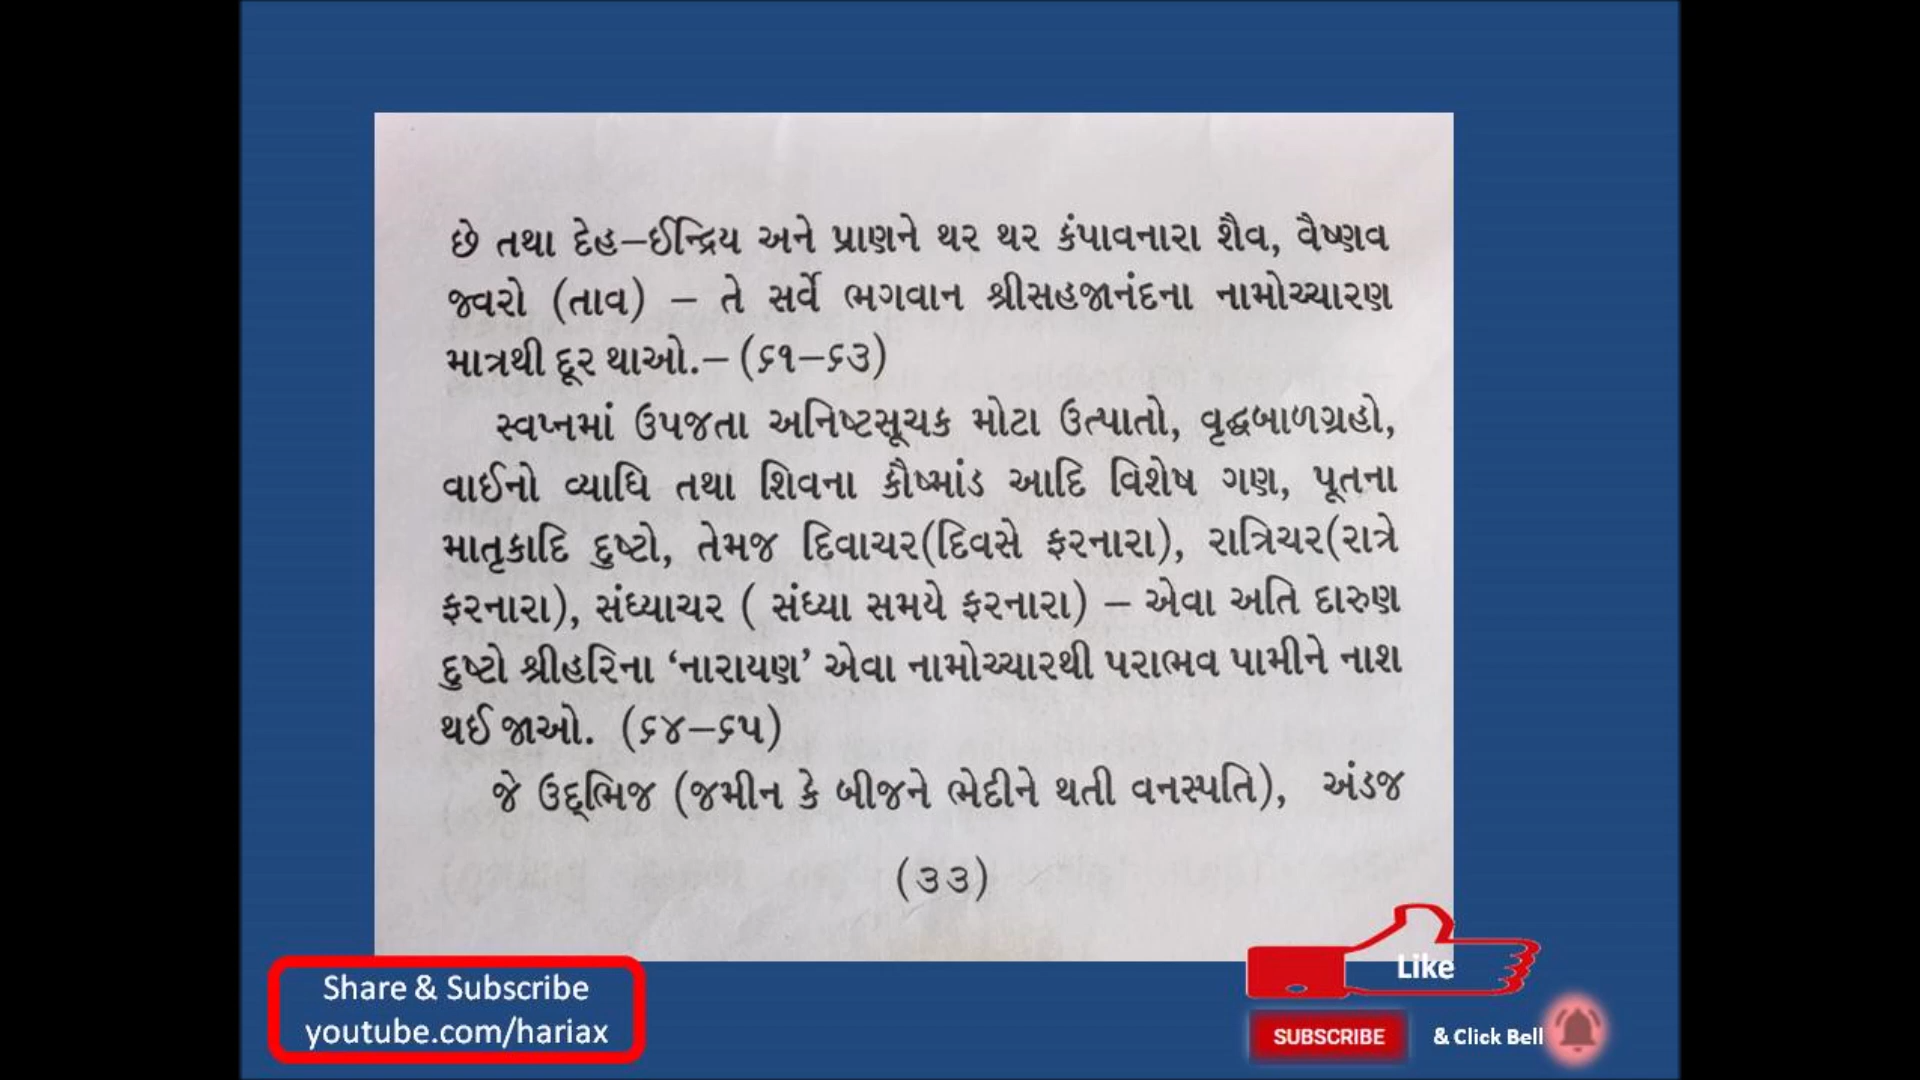 છે તથા દેહ–ઈન્દ્રિય અને પ્રાણને થર થર કંપાવનારા શૈવ, વૈષ્ણવ
જ્વરો (તાવ) – તે સર્વે ભગવાન શ્રીસહજાનંદના નામોચ્ચારણ
માત્રથી દૂર થાઓ.– (૬૧–૬૩)
સ્વપ્નમાં ઉપજતા અનિષ્ટસૂચક મોટા ઉત્પાતો, વૃદ્ધબાળગ્રહો,
વાઈનો વ્યાધિ તથા શિવના કૌષ્માંડ આદિ વિશેષ ગણ, પૂતના
માતૃકાદિ દુષ્ટો, તેમજ દિવાચર(દિવસે ફરનારા), રાત્રિચર(રાત્રે
ફરનારા), સંધ્યાચર ( સંધ્યા સમયે ફરનારા) – એવા અતિ દારુણ
દુષ્ટો શ્રીહરિના ‘નારાયણ’ એવા નામોચ્ચારથી પરાભવ પામીને નાશ
થઈ જાઓ. (૬૪–૬૫)
જે ઉદ્‌ભિજ (જમીન કે બીજને ભેદીને થતી વનસ્પતિ), અંડજ
(૩૩)
Share & Subscribe
youtube.com/hariax
Like
SUBSCRIBE & Click Bell